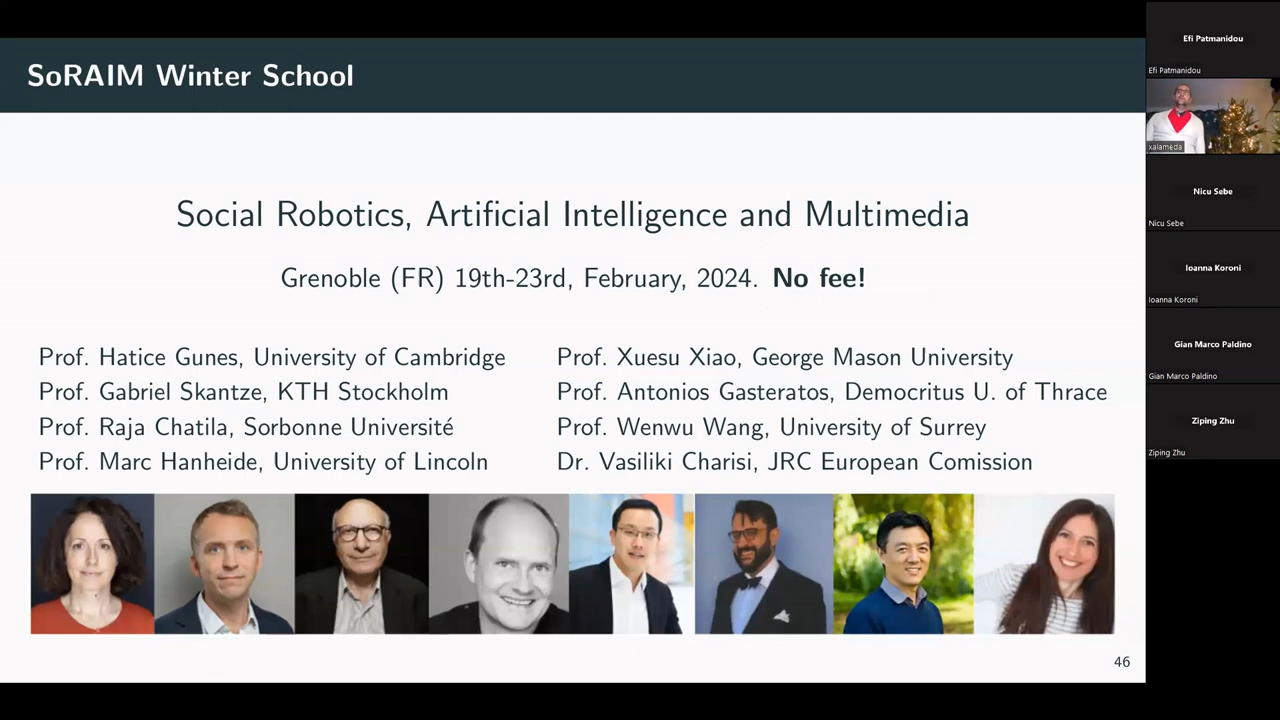 SoRAIM Winter School
Social Robotics, Artificial Intelligence and Multimedia
Grenoble (FR) 19th-23rd, February, 2024. No fee!
Prof. Hatice Gunes, University of Cambridge
Prof. Gabriel Skantze, KTH Stockholm
Prof. Raja Chatila, Sorbonne Université
Prof. Marc Hanheide, University of Lincoln
Prof. Xuesu Xiao, George Mason University
Prof. Antonios Gasteratos, Democritus U. of Thrace
Prof. Wenwu Wang, University of Surrey
Dr. Vasiliki Charisi, JRC European Comission
46
Efi Patmanidou
Efi Patmanidou
xalameda
Nicu Sebe
Nicu Sebe
Ioanna Koroni
Ioanna Koroni
Gian Marco Paldino
Gian Marco Paldino
Ziping Zhu
Ziping Zhu